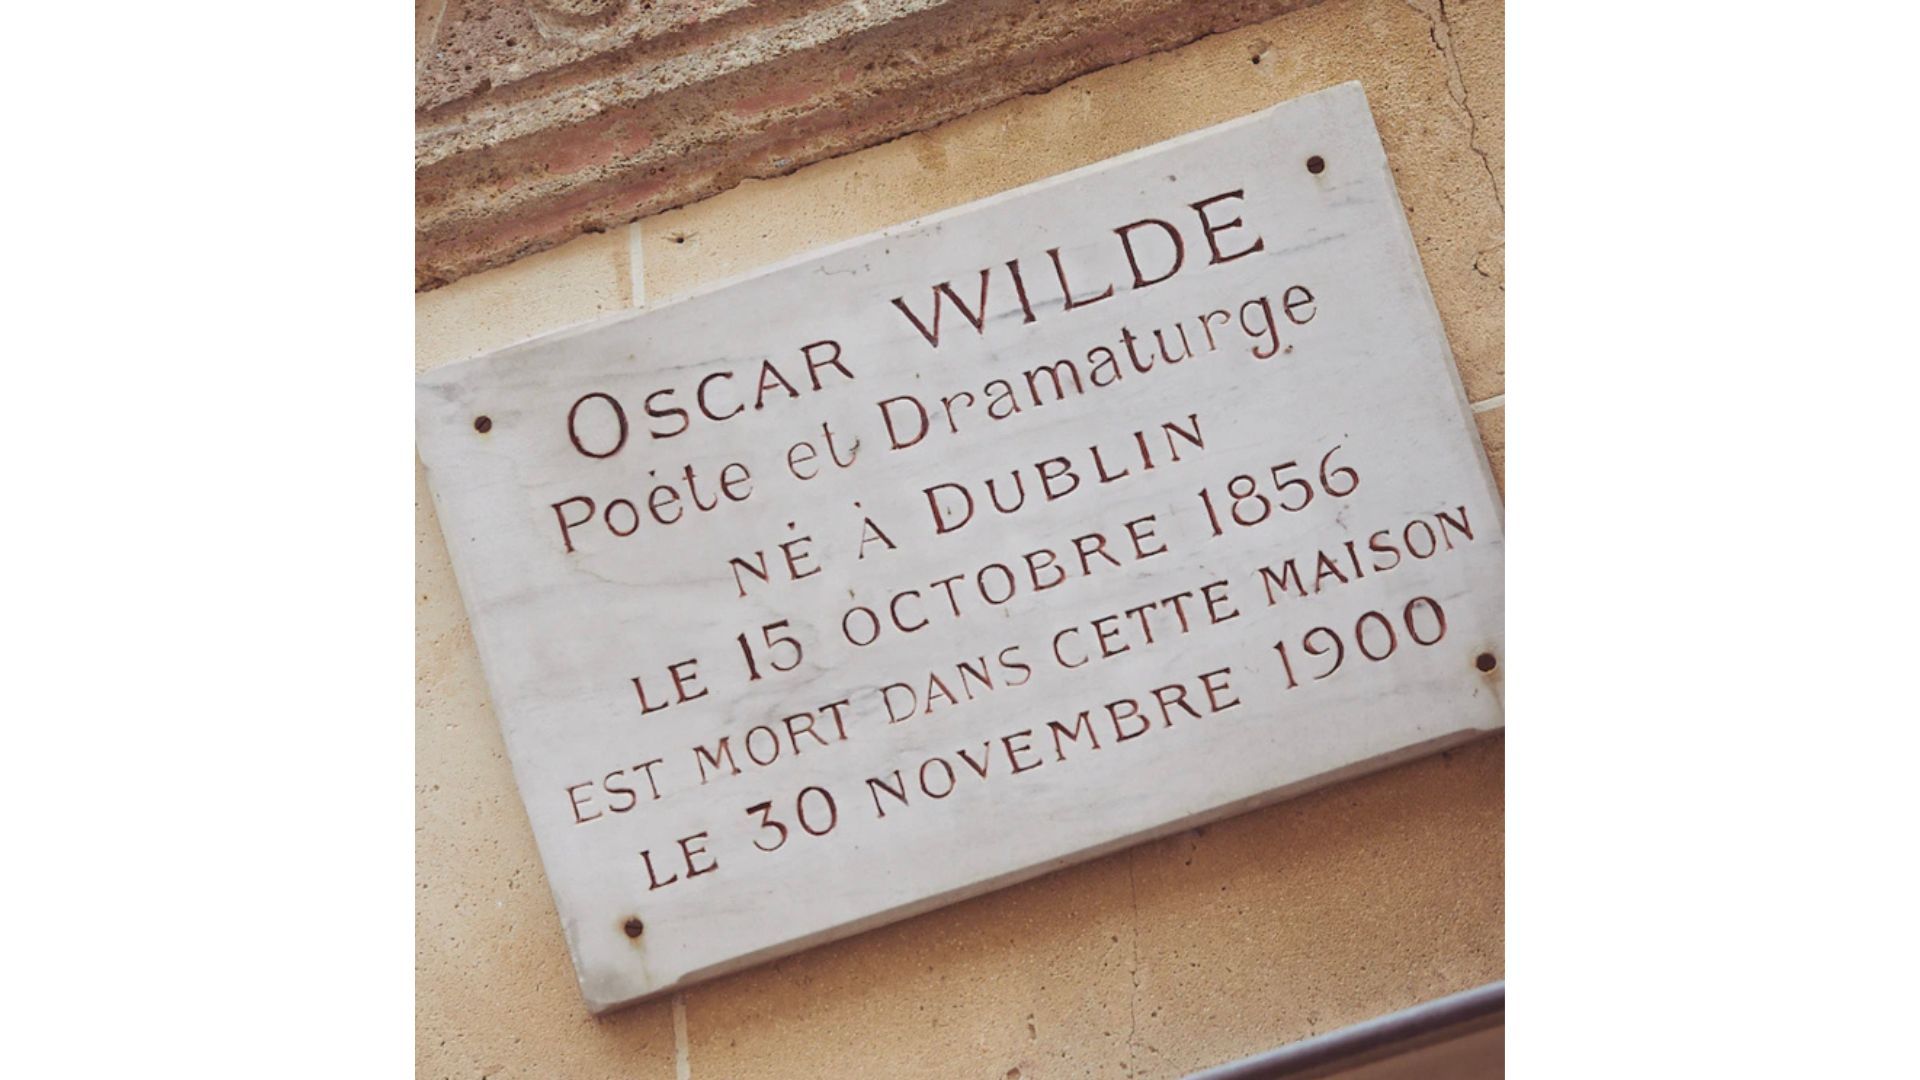 OSCAR WILDE
Poète et Dramaturge
NÉ À DUBLIN
LE 15 OCTOBRE 1856
EST MORT DANS CETTE MAISON
LE 30 NOVEMBRE 1900